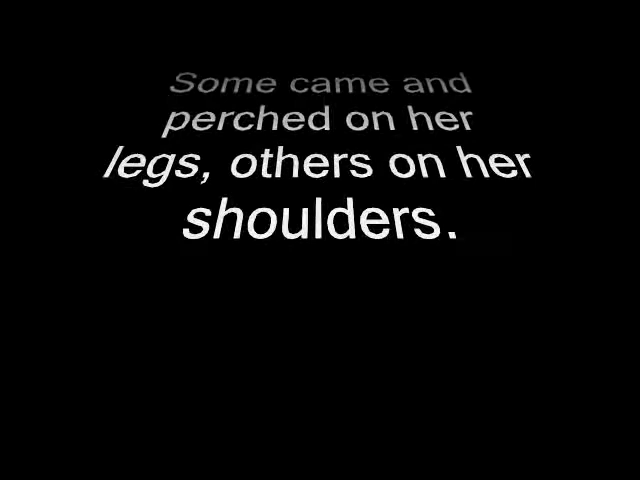 Some came and
perched on her
legs, others on her
shoulders.